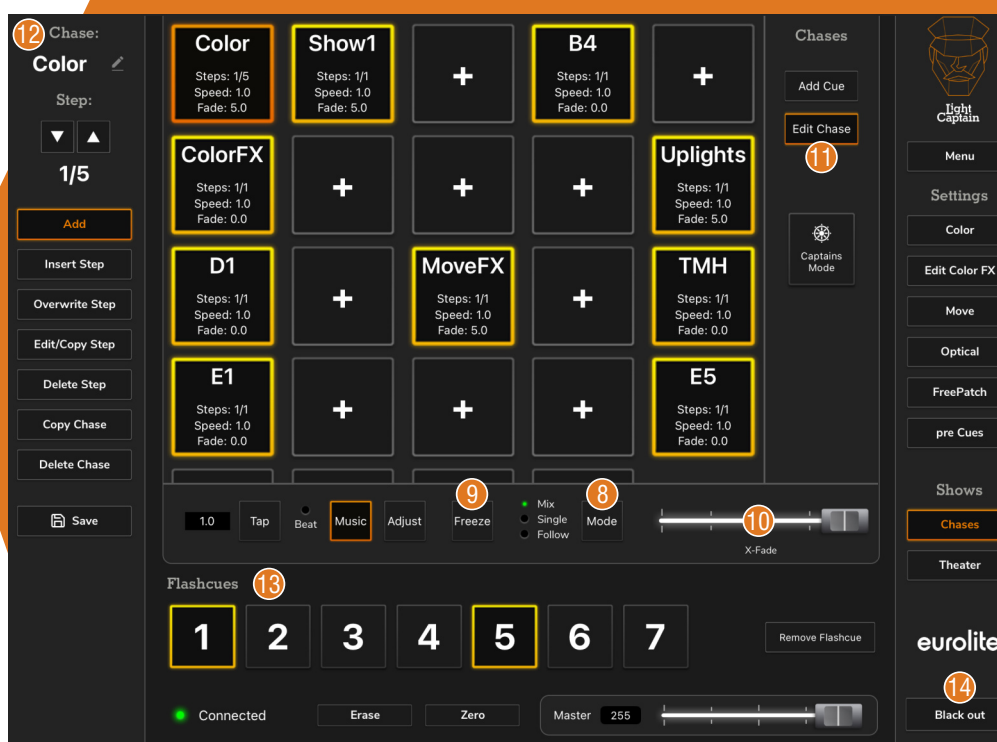 12
Chase:
Color
Step:
1/5
Add
Insert Step
Overwrite Step
Edit/Copy Step
Delete Step
Copy Chase
Delete Chase
Save
Color
Steps: 1/5
Speed: 1.0
Fade: 5.0
Show1
Steps: 1/1
Speed: 1.0
Fade: 5.0
+
B4
Steps: 1/1
Speed: 1.0
Fade: 0.0
+
ColorFX
Steps: 1/1
Speed: 1.0
Fade: 0.0
+
+
+
Uplights
Steps: 1/1
Speed: 1.0
Fade: 5.0
D1
Steps: 1/1
Speed: 1.0
Fade: 0.0
+
MoveFX
Steps: 1/1
Speed: 1.0
Fade: 5.0
+
TMH
Steps: 1/1
Speed: 1.0
Fade: 0.0
E1
Steps: 1/1
Speed: 1.0
Fade: 0.0
+
+
+
E5
Steps: 1/1
Speed: 1.0
Fade: 0.0
1.0
Tap
Beat
Music
Adjust
9
Freeze
Mix
Single
Follow
8
Mode
10
X-Fade
Flashcues
13
1
2
3
4
5
6
7
Remove Flashcue
Connected
Erase
Zero
Master
255
Chases
Add Cue
Edit Chase
11
Captains
Mode
Light
Captain
Menu
Settings
Color
Edit Color FX
Move
Optical
FreePatch
pre Cues
Shows
Chases
Theater
eurolite
14
Black out